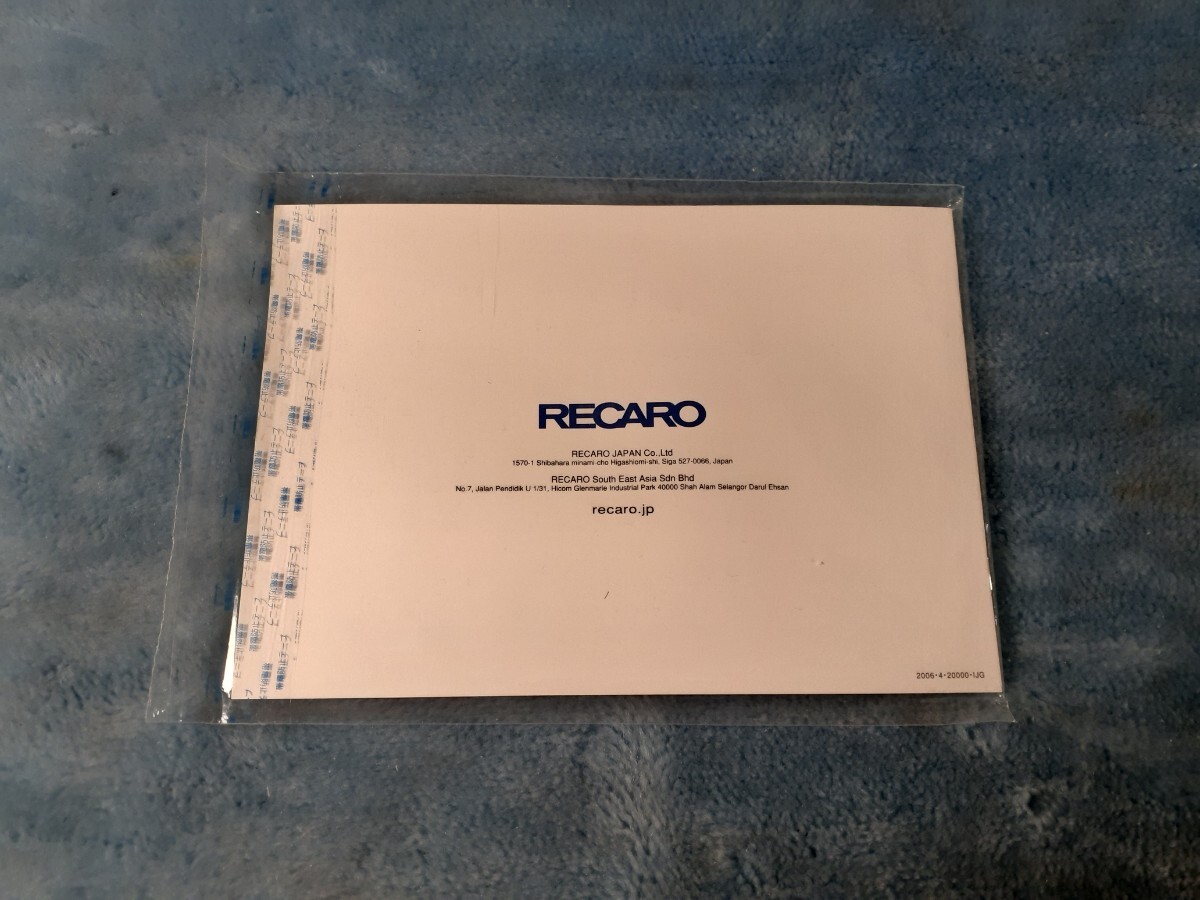 RECARO
RECARO JAPAN Co.,Ltd
1570-1 Shibahara minami-cho Higashiomi-shi, Siga 527-0066, Japan
RECARO South East Asia Sdn Bhd
No.7, Jalan Pendidik U 1/31, Hicom Glenmarie Industrial Park 40000 Shah Alam Selangor Darul Ehsan
recaro.jp
2006・4・20000・IJG